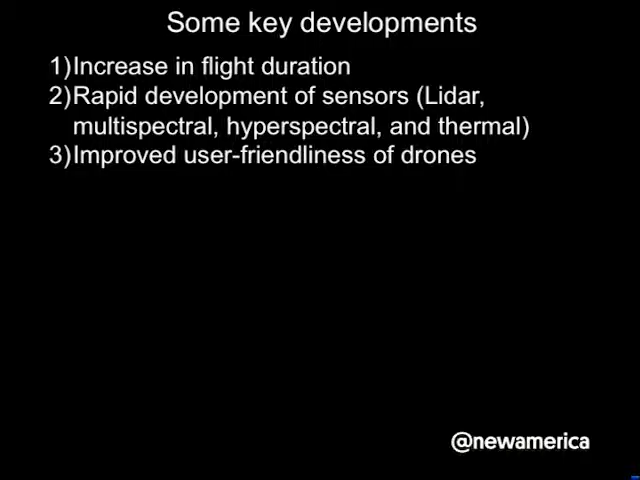 Some key developments
1)Increase in flight duration
2)Rapid development of sensors (Lidar,
multispectral, hyperspectral, and thermal)
3)Improved user-friendliness of drones
@newamerica